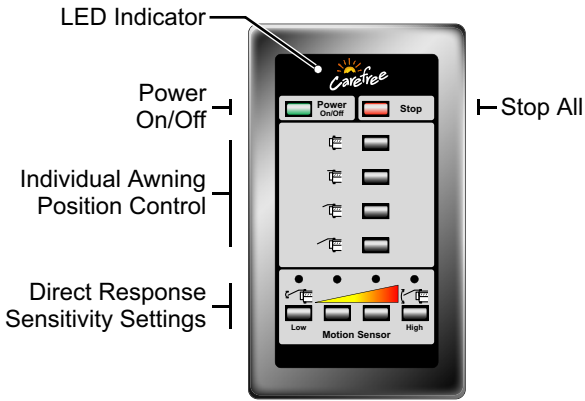 LED Indicator
Carefree
Power
On/Off
Power
On/Off
Stop
Stop All
Individual Awning
Position Control
Direct Response
Sensitivity Settings
Low
High
Motion Sensor